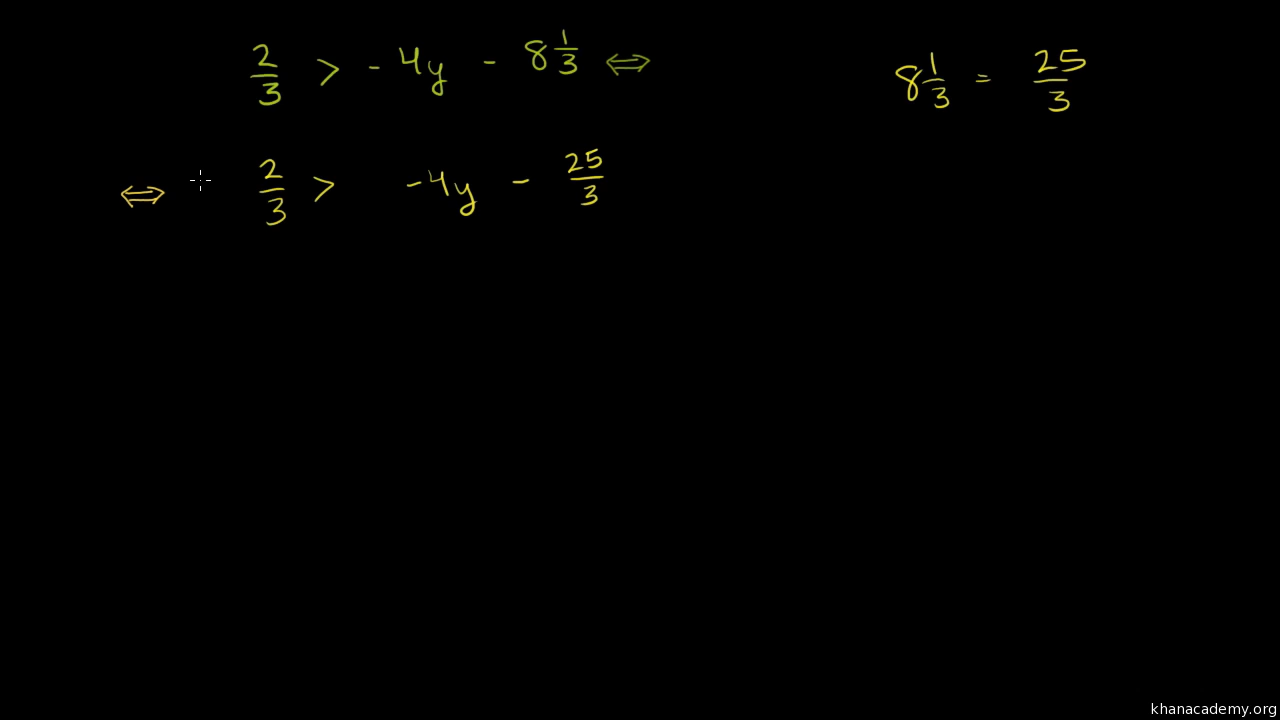 2/3 > - 4y - 8 1/3 ⇔
8 1/3 = 25/3
⇔ 2/3 > -4y - 25/3
khanacademy.org